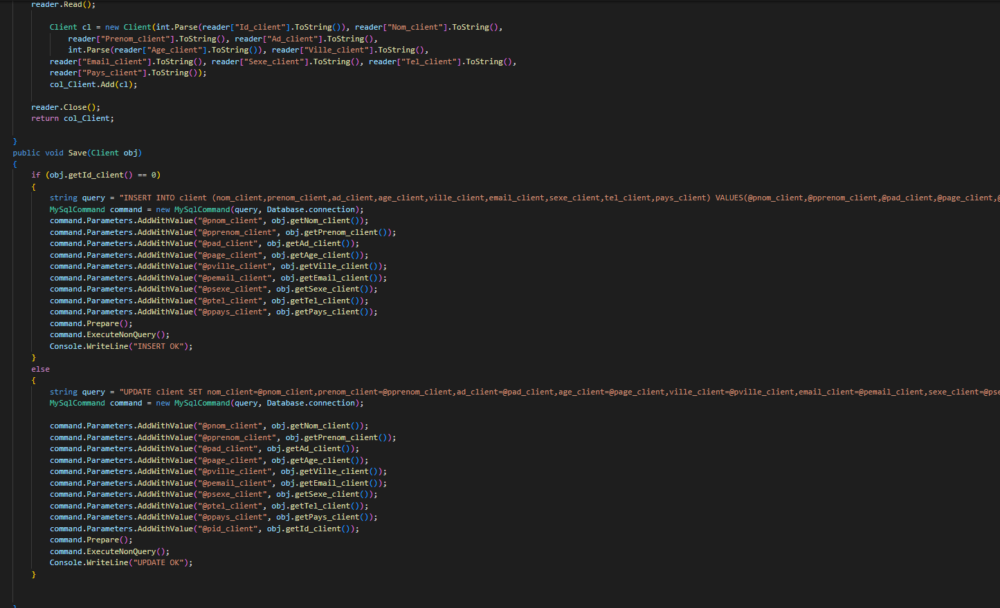 reader.Read();
Client cl = new Client(int.Parse(reader["Id_client"].ToString()), reader["Nom_client"].ToString(),
reader["Prenom_client"].ToString(), reader["Ad_client"].ToString(),
int.Parse(reader["Age_client"].ToString()), reader["Ville_client"].ToString(),
reader["Email_client"].ToString(), reader["Sexe_client"].ToString(), reader["Tel_client"].ToString(),
reader["Pays_client"].ToString());
col_Client.Add(cl);
reader.Close();
return col_Client;
}
public void Save(Client obj)
{
if (obj.getId_client() == 0)
{
string query = "INSERT INTO client (nom_client,prenom_client,ad_client,age_client,ville_client,email_client,sexe_client,tel_client,pays_client) VALUES(@pnom_client,@pprenom_client,@pad_client,@page_client,@
MySqlCommand command = new MySqlCommand(query, Database.connection);
command.Parameters.AddWithValue("@pnom_client", obj.getNom_client());
command.Parameters.AddWithValue("@pprenom_client", obj.getPrenom_client());
command.Parameters.AddWithValue("@pad_client", obj.getAd_client());
command.Parameters.AddWithValue("@page_client", obj.getAge_client());
command.Parameters.AddWithValue("@pville_client", obj.getVille_client());
command.Parameters.AddWithValue("@pemail_client", obj.getEmail_client());
command.Parameters.AddWithValue("@psexe_client", obj.getSexe_client());
command.Parameters.AddWithValue("@ptel_client", obj.getTel_client());
command.Parameters.AddWithValue("@ppays_client", obj.getPays_client());
command.Prepare();
command.ExecuteNonQuery();
Console.WriteLine("INSERT OK");
}
else
{
string query = "UPDATE client SET nom_client=@pnom_client,prenom_client=@pprenom_client,ad_client=@pad_client,age_client=@page_client,ville_client=@pville_client,email_client=@pemail_client,sexe_client=@pse
MySqlCommand command = new MySqlCommand(query, Database.connection);
command.Parameters.AddWithValue("@pnom_client", obj.getNom_client());
command.Parameters.AddWithValue("@pprenom_client", obj.getPrenom_client());
command.Parameters.AddWithValue("@pad_client", obj.getAd_client());
command.Parameters.AddWithValue("@page_client", obj.getAge_client());
command.Parameters.AddWithValue("@pville_client", obj.getVille_client());
command.Parameters.AddWithValue("@pemail_client", obj.getEmail_client());
command.Parameters.AddWithValue("@psexe_client", obj.getSexe_client());
command.Parameters.AddWithValue("@ptel_client", obj.getTel_client());
command.Parameters.AddWithValue("@ppays_client", obj.getPays_client());
command.Parameters.AddWithValue("@pid_client", obj.getId_client());
command.Prepare();
command.ExecuteNonQuery();
Console.WriteLine("UPDATE OK");
}